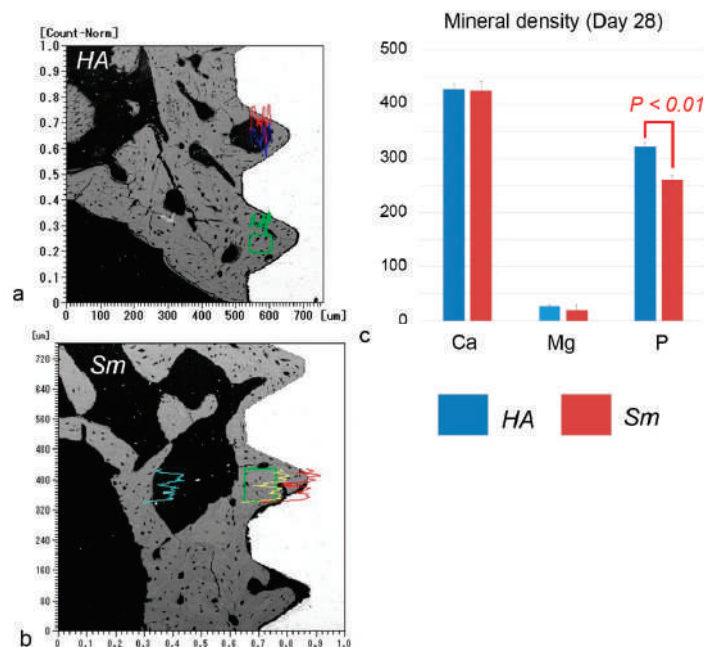 [Count-Norm]
HA
1.0
0.9
0.8
0.7
0.6
0.5
0.4
0.3
0.2
0.1
0
0 100 200 300 400 500 600 700
[um]
a
[um]
Sm
720
640
560
480
400
320
240
160
80
0
0 0.1 0.2 0.3 0.4 0.5 0.6 0.7 0.8 0.9 1.0
b
Mineral density (Day 28)
500
400
300
200
100
0
P < 0.01
Ca Mg P
c
HA Sm